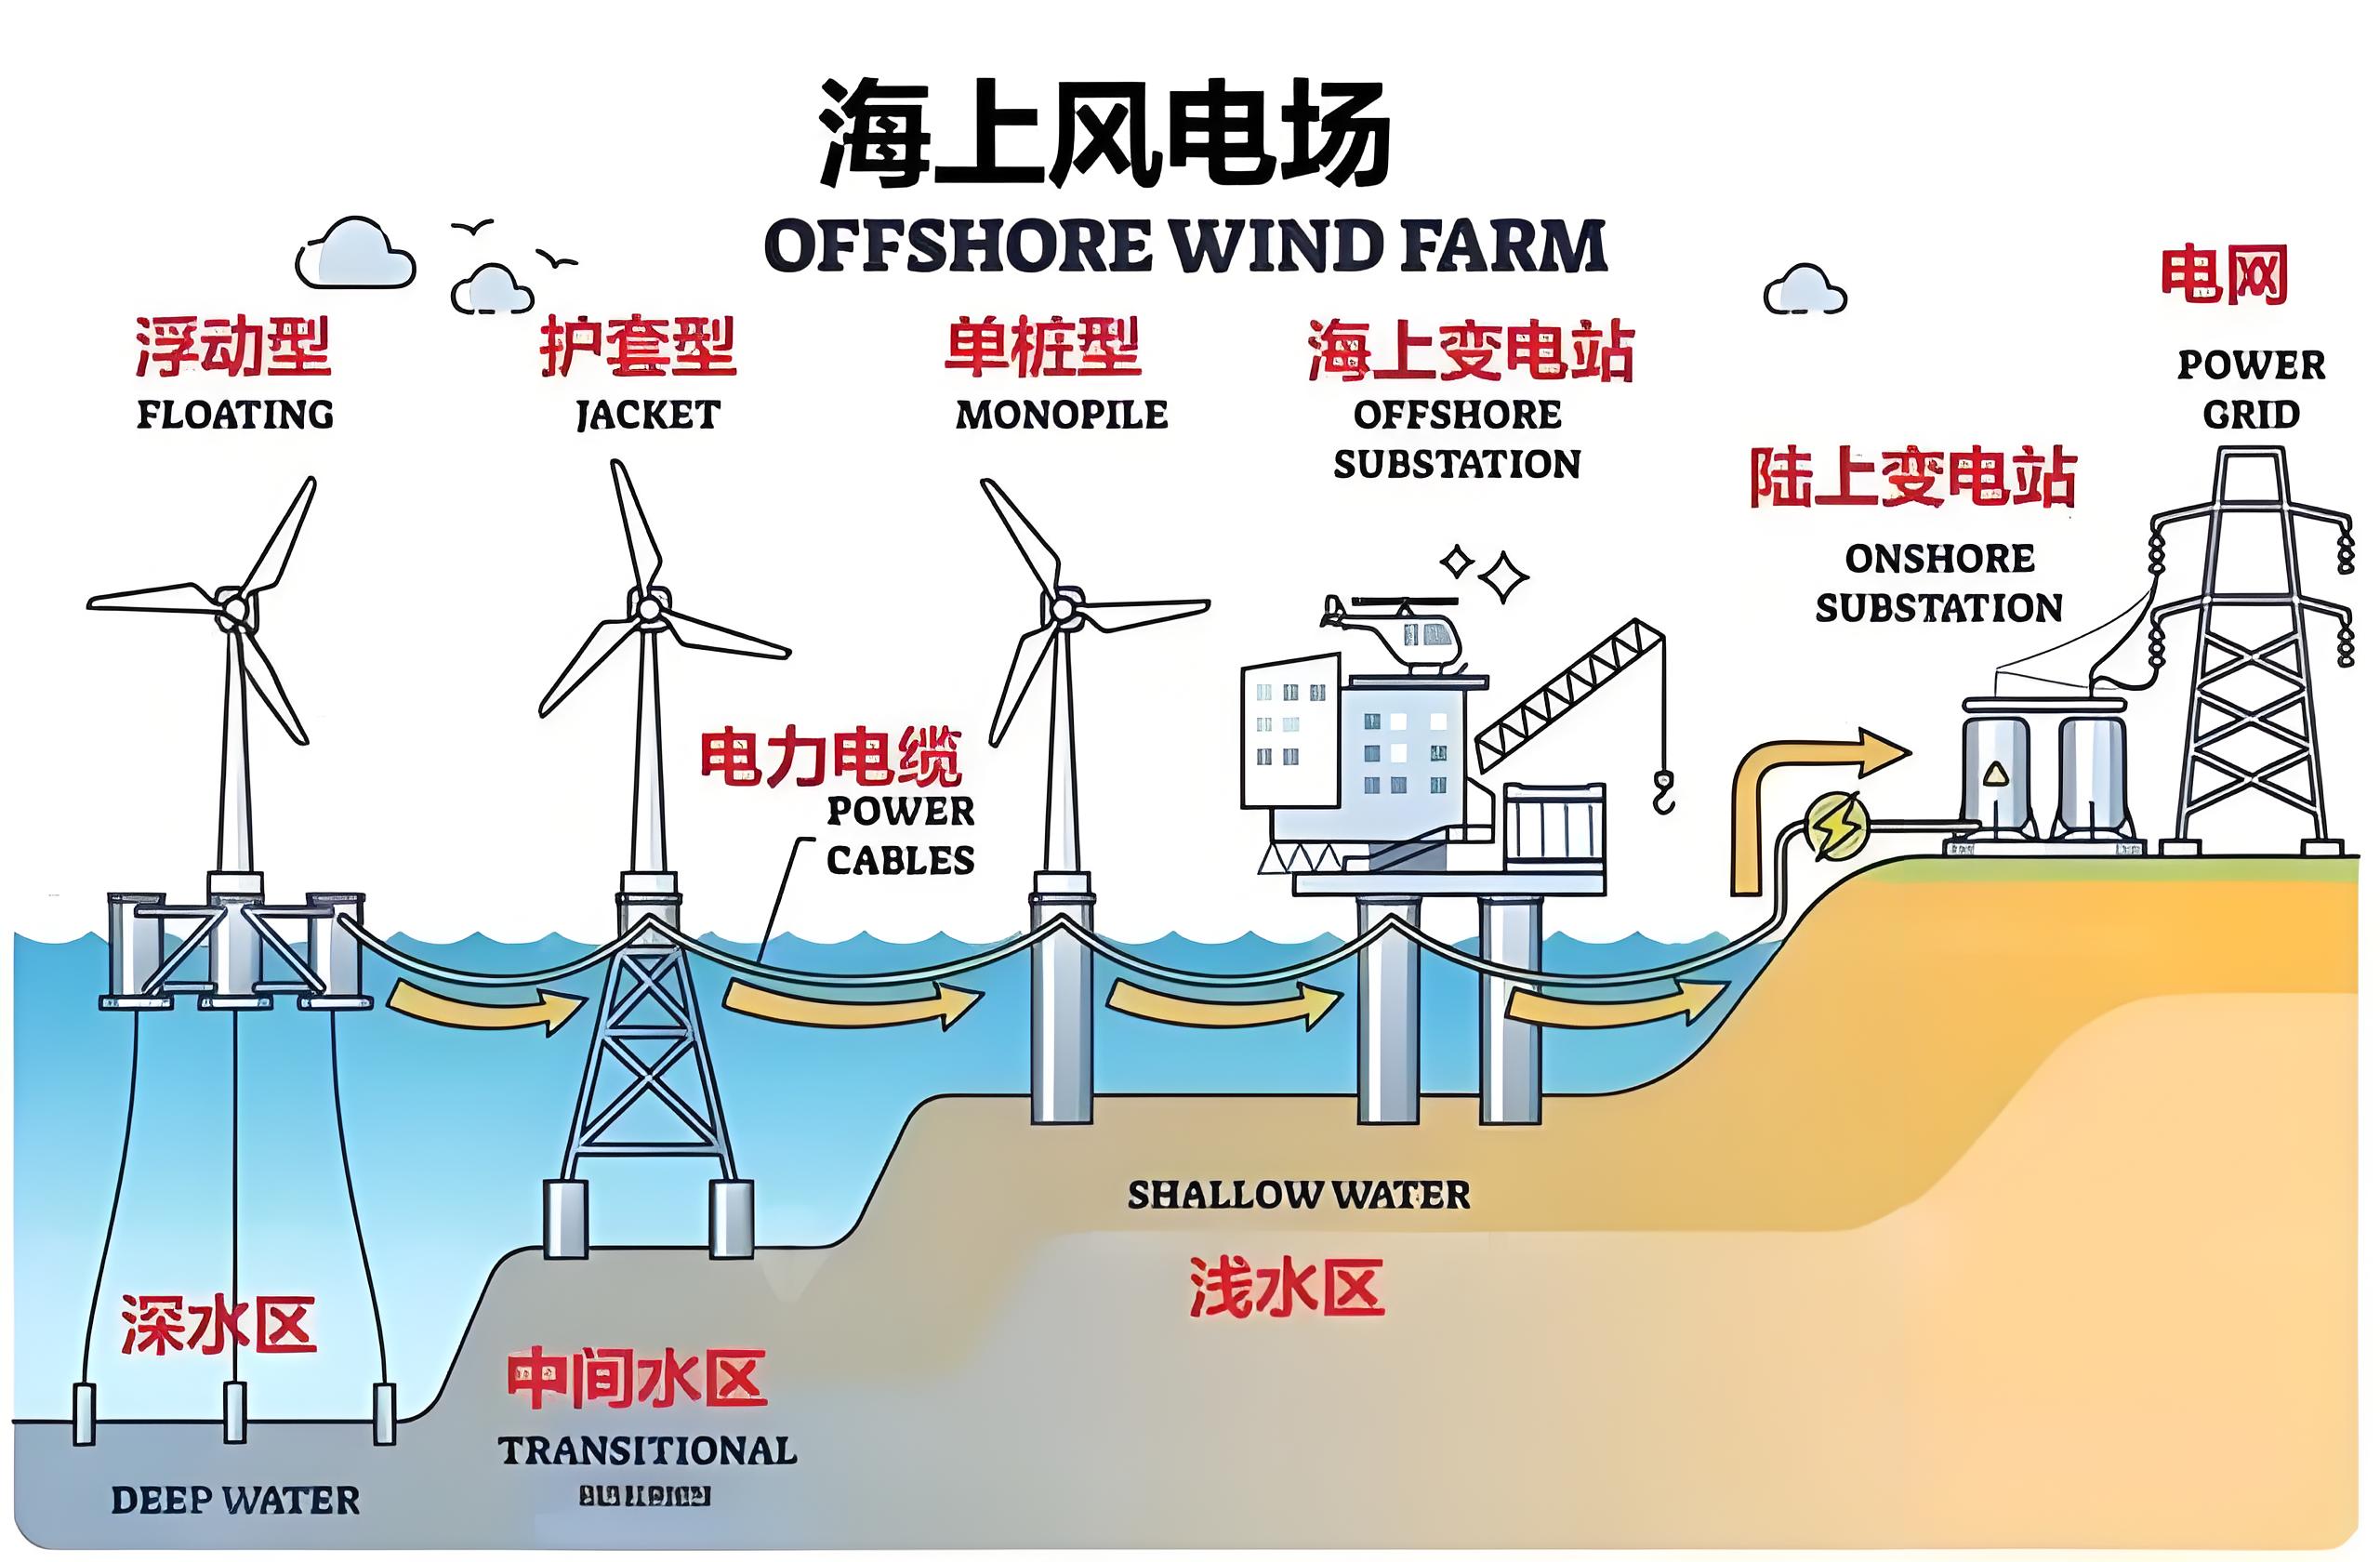 海上风电场
OFFSHORE WIND FARM
浮动型
FLOATING
护套型
JACKET
单桩型
MONOPILE
海上变电站
OFFSHORE
SUBSTATION
电网
POWER
GRID
陆上变电站
ONSHORE
SUBSTATION
电力电缆
POWER
CABLES
深水区
DEEP WATER
中间水区
TRANSITIONAL
SHALLOW WATER
浅水区